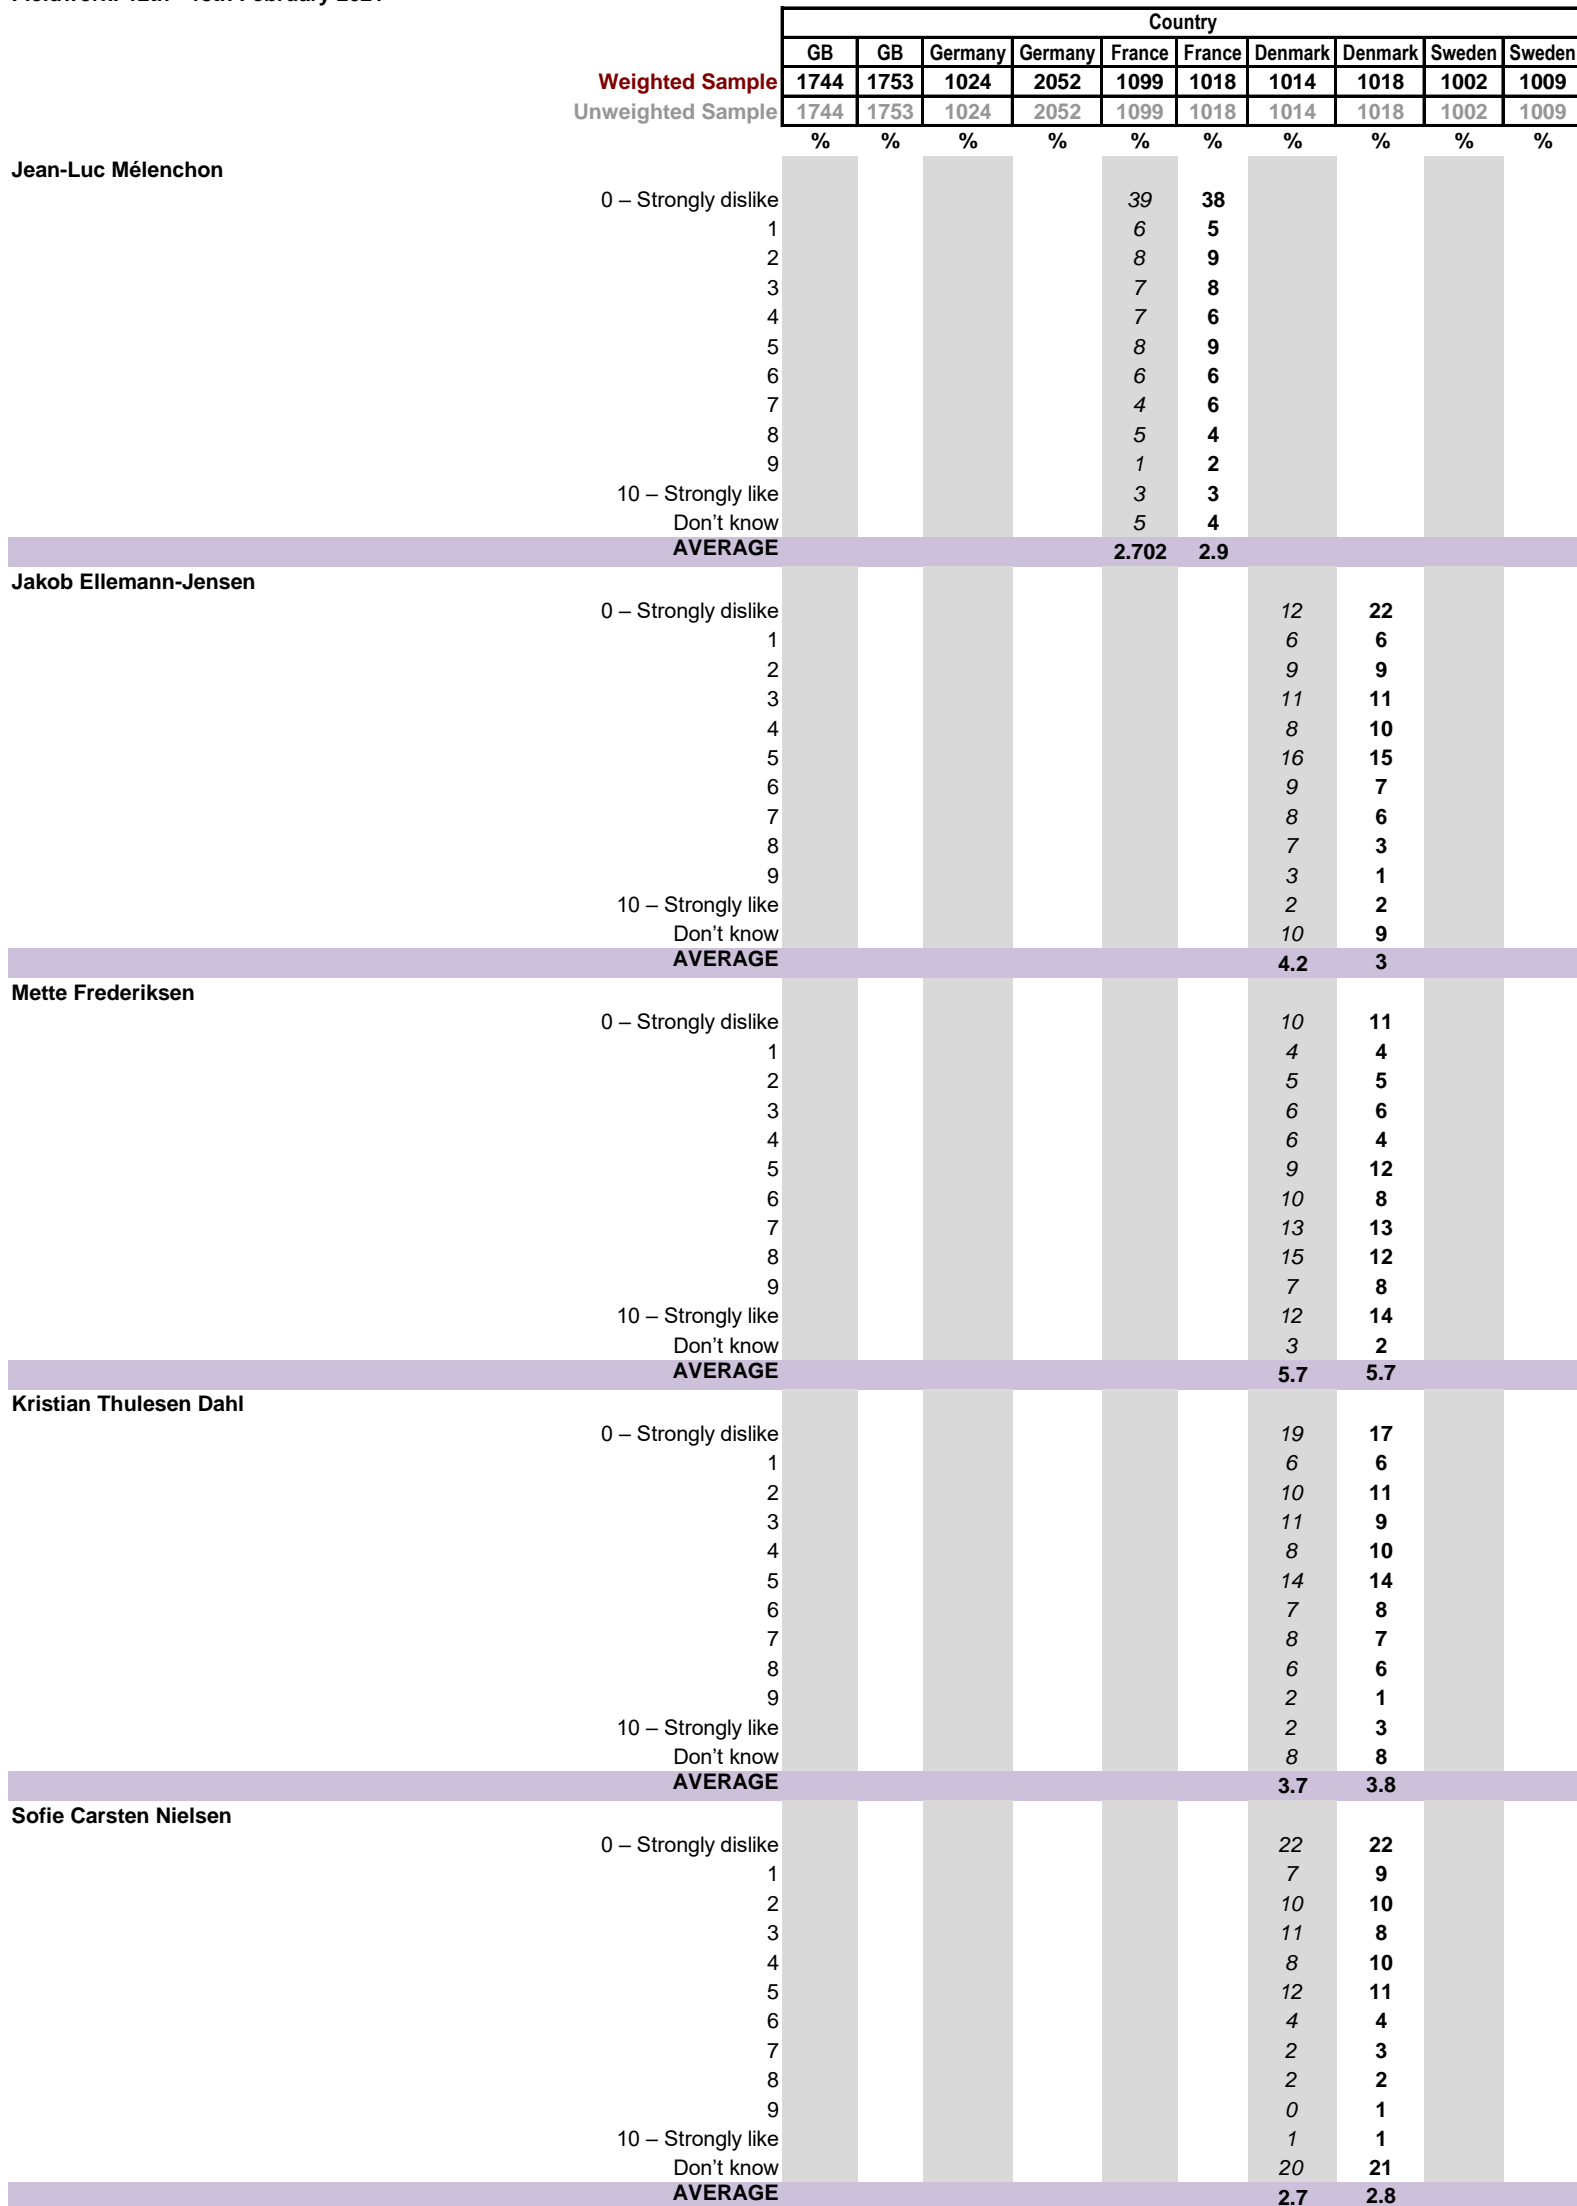 Country
GB GB Germany Germany France France Denmark Denmark Sweden Sweden
Weighted Sample 1744 1753 1024 2052 1099 1018 1014 1018 1002 1009
Unweighted Sample 1744 1753 1024 2052 1099 1018 1014 1018 1002 1009
% % % % % % % % % %
Jean-Luc Mélenchon
0 – Strongly dislike 39 38
1 6 5
2 8 9
3 7 8
4 7 6
5 8 9
6 6 6
7 4 6
8 5 4
9 1 2
10 – Strongly like 3 3
Don't know 5 4
AVERAGE 2.702 2.9
Jakob Ellemann-Jensen
0 – Strongly dislike 12 22
1 6 6
2 9 9
3 11 11
4 8 10
5 16 15
6 9 7
7 8 6
8 7 3
9 3 1
10 – Strongly like 2 2
Don't know 10 9
AVERAGE 4.2 3
Mette Frederiksen
0 – Strongly dislike 10 11
1 4 4
2 5 5
3 6 6
4 6 4
5 9 12
6 10 8
7 13 13
8 15 12
9 7 8
10 – Strongly like 12 14
Don't know 3 2
AVERAGE 5.7 5.7
Kristian Thulesen Dahl
0 – Strongly dislike 19 17
1 6 6
2 10 11
3 11 9
4 8 10
5 14 14
6 7 8
7 8 7
8 6 6
9 2 1
10 – Strongly like 2 3
Don't know 8 8
AVERAGE 3.7 3.8
Sofie Carsten Nielsen
0 – Strongly dislike 22 22
1 7 9
2 10 10
3 11 8
4 8 10
5 12 11
6 4 4
7 2 3
8 2 2
9 0 1
10 – Strongly like 1 1
Don't know 20 21
AVERAGE 2.7 2.8